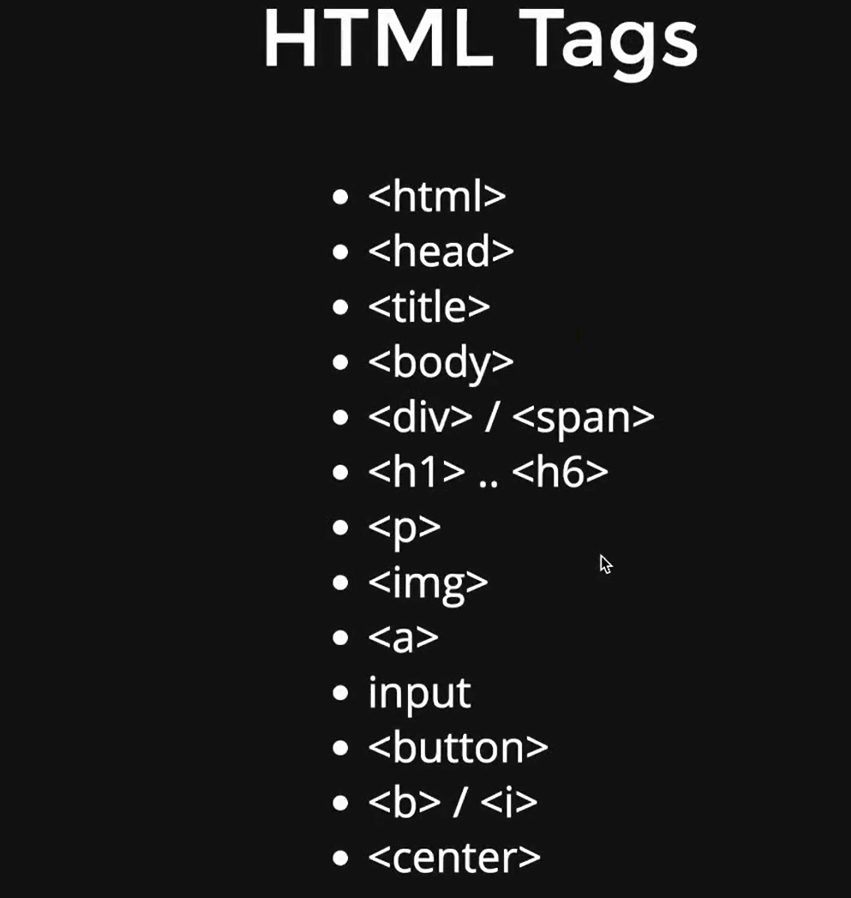 HTML Tags
• <html>
• <head>
• <title>
• <body>
• <div> / <span>
• <h1> .. <h6>
• <p>
• <img>
• <a>
• input
• <button>
• <b> / <i>
• <center>